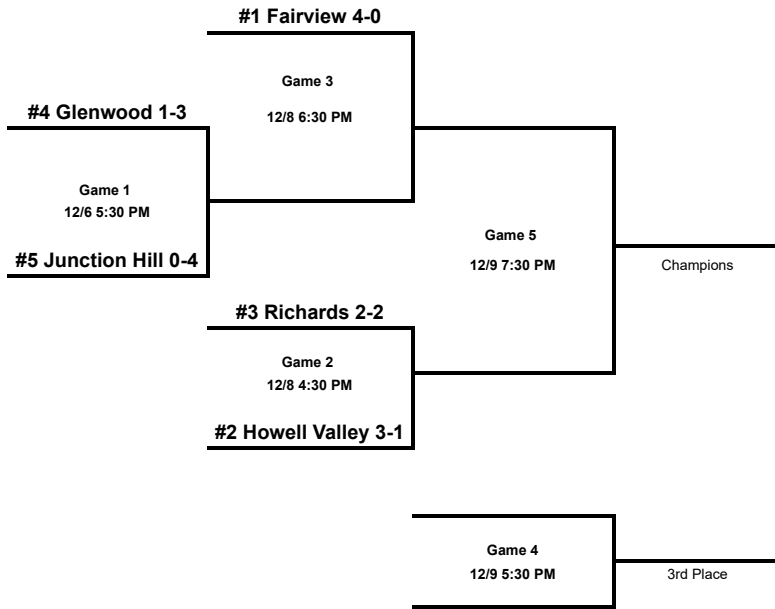 #1 Fairview 4-0
Game 3
12/8 6:30 PM
#4 Glenwood 1-3
Game 1
12/6 5:30 PM
#5 Junction Hill 0-4
Game 5
12/9 7:30 PM
Champions
#3 Richards 2-2
Game 2
12/8 4:30 PM
#2 Howell Valley 3-1
Game 4
12/9 5:30 PM
3rd Place